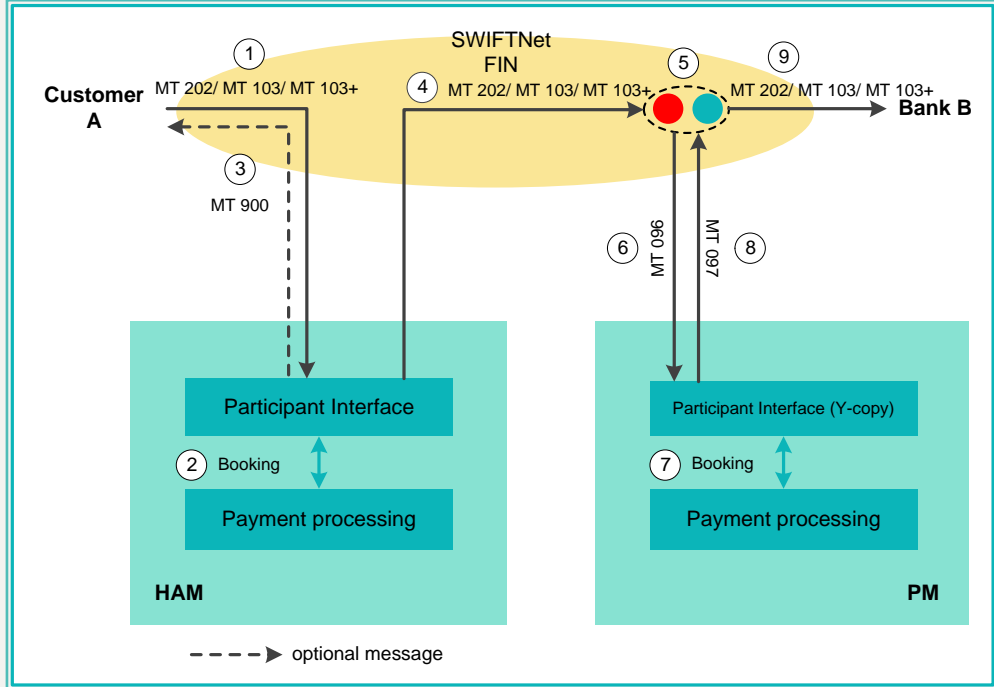 SWIFTNet
FIN
1
MT 202/ MT 103/ MT 103+
Customer
A
4
MT 202/ MT 103/ MT 103+
5
9
MT 202/ MT 103/ MT 103+
Bank B
3
MT 900
6
MT 096
MT 097
8
Participant Interface
2
Booking
Payment processing
HAM
Participant Interface (Y-copy)
7
Booking
Payment processing
PM
optional message